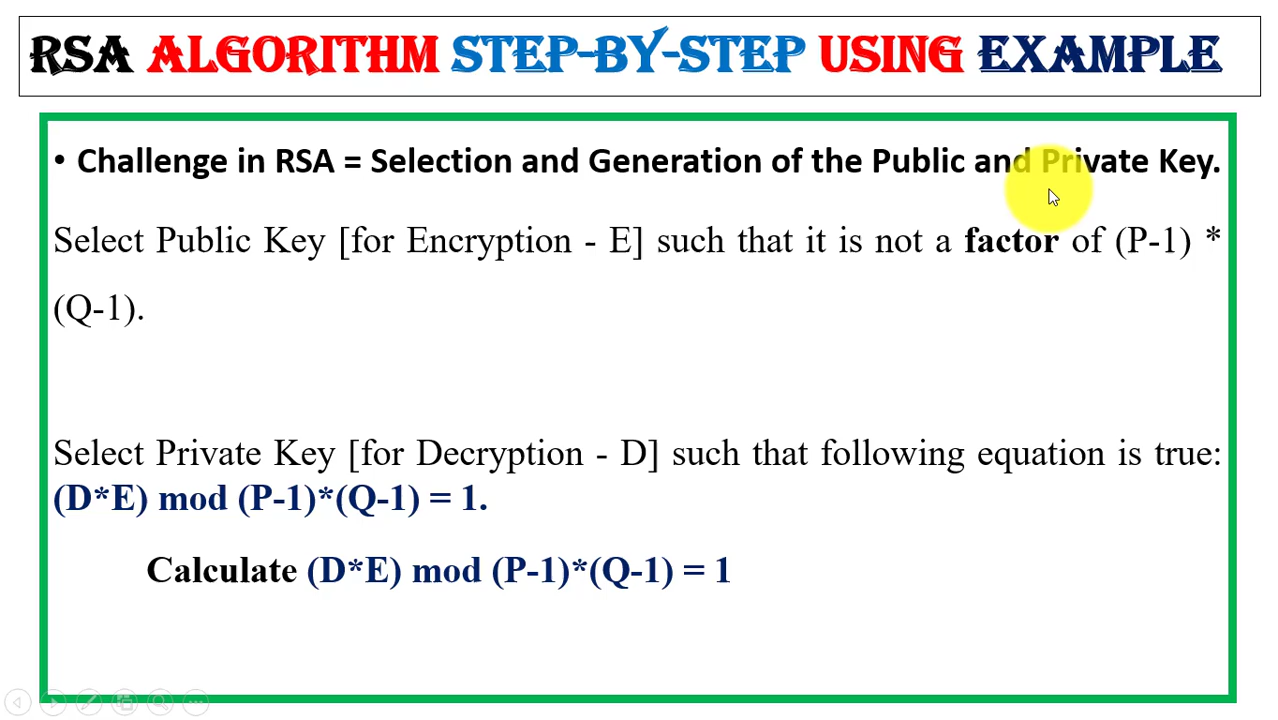 RSA ALGORITHM STEP-BY-STEP USING EXAMPLE
• Challenge in RSA = Selection and Generation of the Public and Private Key.
Select Public Key [for Encryption - E] such that it is not a factor of (P-1) *
(Q-1).
Select Private Key [for Decryption - D] such that following equation is true:
(D*E) mod (P-1)*(Q-1) = 1.
Calculate (D*E) mod (P-1)*(Q-1) = 1